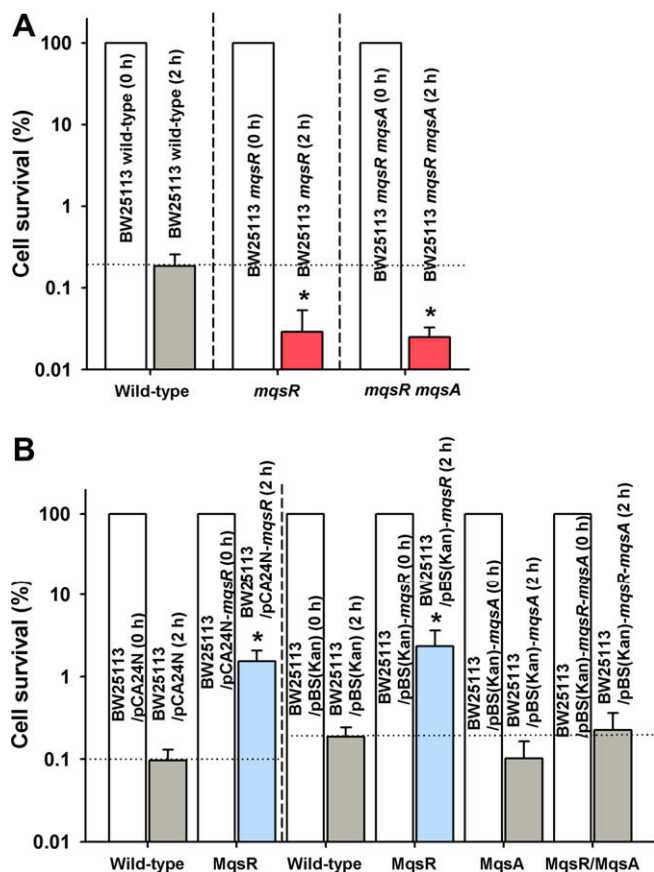 A
Cell survival (%)
100
10
1
0.1
0.01
BW25113 wild-type (0 h)
BW25113 wild-type (2 h)
BW25113 mqsR (0 h)
BW25113 mqsR (2 h)
*
BW25113 mqsR mqsA (0 h)
BW25113 mqsR mqsA (2 h)
*
Wild-type
mqsR
mqsR mqsA
B
Cell survival (%)
100
10
1
0.1
0.01
BW25113
/pCA24N (0 h)
BW25113
/pCA24N (2 h)
BW25113
/pCA24N-mqsR (0 h)
BW25113
/pCA24N-mqsR (2 h)
*
BW25113
/pBS(Kan) (0 h)
BW25113
/pBS(Kan) (2 h)
BW25113
/pBS(Kan)-mqsR (0 h)
BW25113
/pBS(Kan)-mqsR (2 h)
*
BW25113
/pBS(Kan)-mqsA (0 h)
BW25113
/pBS(Kan)-mqsA (2 h)
BW25113
/pBS(Kan)-mqsR-mqsA (0 h)
BW25113
/pBS(Kan)-mqsR-mqsA (2 h)
Wild-type
MqsR
Wild-type
MqsR
MqsA
MqsR/MqsA